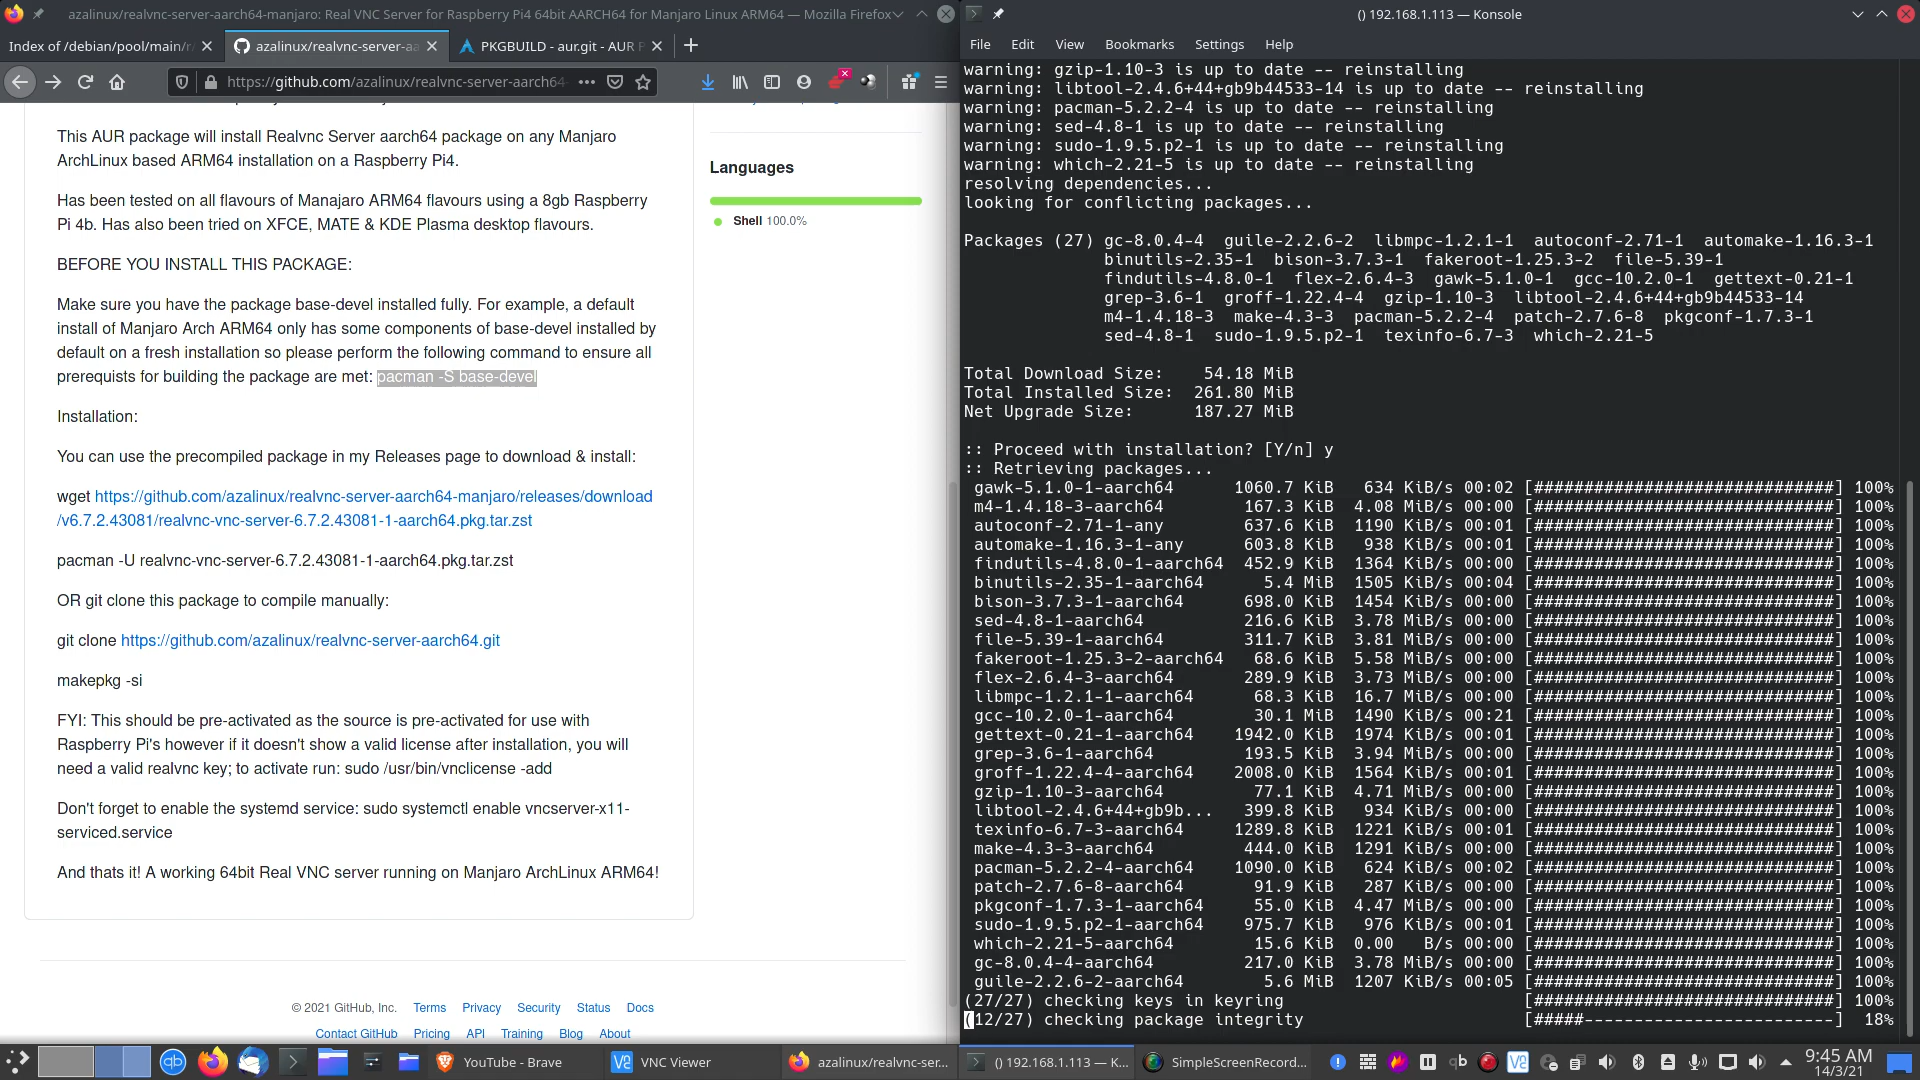 azalinux/realvnc-server-aarch64-manjaro: Real VNC Server for Raspberry Pi4 64bit AARCH64 for Manjaro Linux ARM64 — Mozilla Firefox
Index of /debian/pool/main/r
azalinux/realvnc-server-aa
PKGBUILD - aur.git - AUR P
https://github.com/azalinux/realvnc-server-aarch64-
This AUR package will install Realvnc Server aarch64 package on any Manjaro
ArchLinux based ARM64 installation on a Raspberry Pi4.
Has been tested on all flavours of Manajaro ARM64 flavours using a 8gb Raspberry
Pi 4b. Has also been tried on XFCE, MATE & KDE Plasma desktop flavours.
BEFORE YOU INSTALL THIS PACKAGE:
Make sure you have the package base-devel installed fully. For example, a default
install of Manjaro Arch ARM64 only has some components of base-devel installed by
default on a fresh installation so please perform the following command to ensure all
prerequists for building the package are met: pacman -S base-devel
Installation:
You can use the precompiled package in my Releases page to download & install:
wget https://github.com/azalinux/realvnc-server-aarch64-manjaro/releases/download
/v6.7.2.43081/realvnc-vnc-server-6.7.2.43081-1-aarch64.pkg.tar.zst
pacman -U realvnc-vnc-server-6.7.2.43081-1-aarch64.pkg.tar.zst
OR git clone this package to compile manually:
git clone https://github.com/azalinux/realvnc-server-aarch64.git
makepkg -si
FYI: This should be pre-activated as the source is pre-activated for use with
Raspberry Pi's however if it doesn't show a valid license after installation, you will
need a valid realvnc key; to activate run: sudo /usr/bin/vnclicense -add
Don't forget to enable the systemd service: sudo systemctl enable vncserver-x11-
serviced.service
And thats it! A working 64bit Real VNC server running on Manjaro ArchLinux ARM64!
Languages
Shell 100.0%
© 2021 GitHub, Inc. Terms Privacy Security Status Docs
Contact GitHub Pricing API Training Blog About
() 192.168.1.113 — Konsole
File Edit View Bookmarks Settings Help
warning: gzip-1.10-3 is up to date -- reinstalling
warning: libtool-2.4.6+44+gb9b44533-14 is up to date -- reinstalling
warning: pacman-5.2.2-4 is up to date -- reinstalling
warning: sed-4.8-1 is up to date -- reinstalling
warning: sudo-1.9.5.p2-1 is up to date -- reinstalling
warning: which-2.21-5 is up to date -- reinstalling
resolving dependencies...
looking for conflicting packages...
Packages (27) gc-8.0.4-4 guile-2.2.6-2 libmpc-1.2.1-1 autoconf-2.71-1 automake-1.16.3-1
binutils-2.35-1 bison-3.7.3-1 fakeroot-1.25.3-2 file-5.39-1
findutils-4.8.0-1 flex-2.6.4-3 gawk-5.1.0-1 gcc-10.2.0-1 gettext-0.21-1
grep-3.6-1 groff-1.22.4-4 gzip-1.10-3 libtool-2.4.6+44+gb9b44533-14
m4-1.4.18-3 make-4.3-3 pacman-5.2.2-4 patch-2.7.6-8 pkgconf-1.7.3-1
sed-4.8-1 sudo-1.9.5.p2-1 texinfo-6.7-3 which-2.21-5
Total Download Size: 54.18 MiB
Total Installed Size: 261.80 MiB
Net Upgrade Size: 187.27 MiB
:: Proceed with installation? [Y/n] y
:: Retrieving packages...
gawk-5.1.0-1-aarch64 1060.7 KiB 634 KiB/s 00:02 [##############################] 100%
m4-1.4.18-3-aarch64 167.3 KiB 4.08 MiB/s 00:00 [##############################] 100%
autoconf-2.71-1-any 637.6 KiB 1190 KiB/s 00:01 [##############################] 100%
automake-1.16.3-1-any 603.8 KiB 938 KiB/s 00:01 [##############################] 100%
findutils-4.8.0-1-aarch64 452.9 KiB 1364 KiB/s 00:00 [##############################] 100%
binutils-2.35-1-aarch64 5.4 MiB 1505 KiB/s 00:04 [##############################] 100%
bison-3.7.3-1-aarch64 698.0 KiB 1454 KiB/s 00:00 [##############################] 100%
sed-4.8-1-aarch64 216.6 KiB 3.78 MiB/s 00:00 [##############################] 100%
file-5.39-1-aarch64 311.7 KiB 3.81 MiB/s 00:00 [##############################] 100%
fakeroot-1.25.3-2-aarch64 68.6 KiB 5.58 MiB/s 00:00 [##############################] 100%
flex-2.6.4-3-aarch64 289.9 KiB 3.73 MiB/s 00:00 [##############################] 100%
libmpc-1.2.1-1-aarch64 68.3 KiB 16.7 MiB/s 00:00 [##############################] 100%
gcc-10.2.0-1-aarch64 30.1 MiB 1490 KiB/s 00:21 [##############################] 100%
gettext-0.21-1-aarch64 1942.0 KiB 1974 KiB/s 00:01 [##############################] 100%
grep-3.6-1-aarch64 193.5 KiB 3.94 MiB/s 00:00 [##############################] 100%
groff-1.22.4-4-aarch64 2008.0 KiB 1564 KiB/s 00:01 [##############################] 100%
gzip-1.10-3-aarch64 77.1 KiB 4.71 MiB/s 00:00 [##############################] 100%
libtool-2.4.6+44+gb9b... 399.8 KiB 934 KiB/s 00:00 [##############################] 100%
texinfo-6.7-3-aarch64 1289.8 KiB 1221 KiB/s 00:01 [##############################] 100%
make-4.3-3-aarch64 444.0 KiB 1291 KiB/s 00:00 [##############################] 100%
pacman-5.2.2-4-aarch64 1090.0 KiB 624 KiB/s 00:02 [##############################] 100%
patch-2.7.6-8-aarch64 91.9 KiB 287 KiB/s 00:00 [##############################] 100%
pkgconf-1.7.3-1-aarch64 55.0 KiB 4.47 MiB/s 00:00 [##############################] 100%
sudo-1.9.5.p2-1-aarch64 975.7 KiB 976 KiB/s 00:01 [##############################] 100%
which-2.21-5-aarch64 15.6 KiB 0.00 B/s 00:00 [##############################] 100%
gc-8.0.4-4-aarch64 217.0 KiB 3.78 MiB/s 00:00 [##############################] 100%
guile-2.2.6-2-aarch64 5.6 MiB 1207 KiB/s 00:05 [##############################] 100%
(27/27) checking keys in keyring [##############################] 100%
(12/27) checking package integrity [#####-------------------------] 18%
YouTube - Brave
VNC Viewer
azalinux/realvnc-ser...
() 192.168.1.113 — K...
SimpleScreenRecord...
9:45 AM
14/3/21